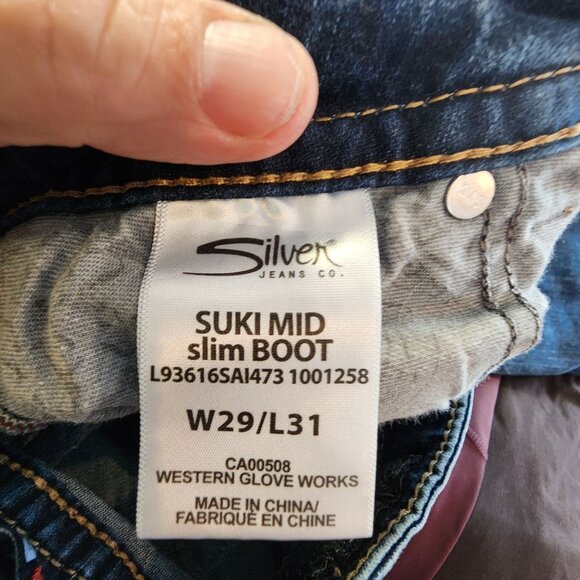 Silver
JEANS CO.
SUKI MID
slim BOOT
L93616SAI473 1001258
W29/L31
CA00508
WESTERN GLOVE WORKS
MADE IN CHINA/
FABRIQUÉ EN CHINE